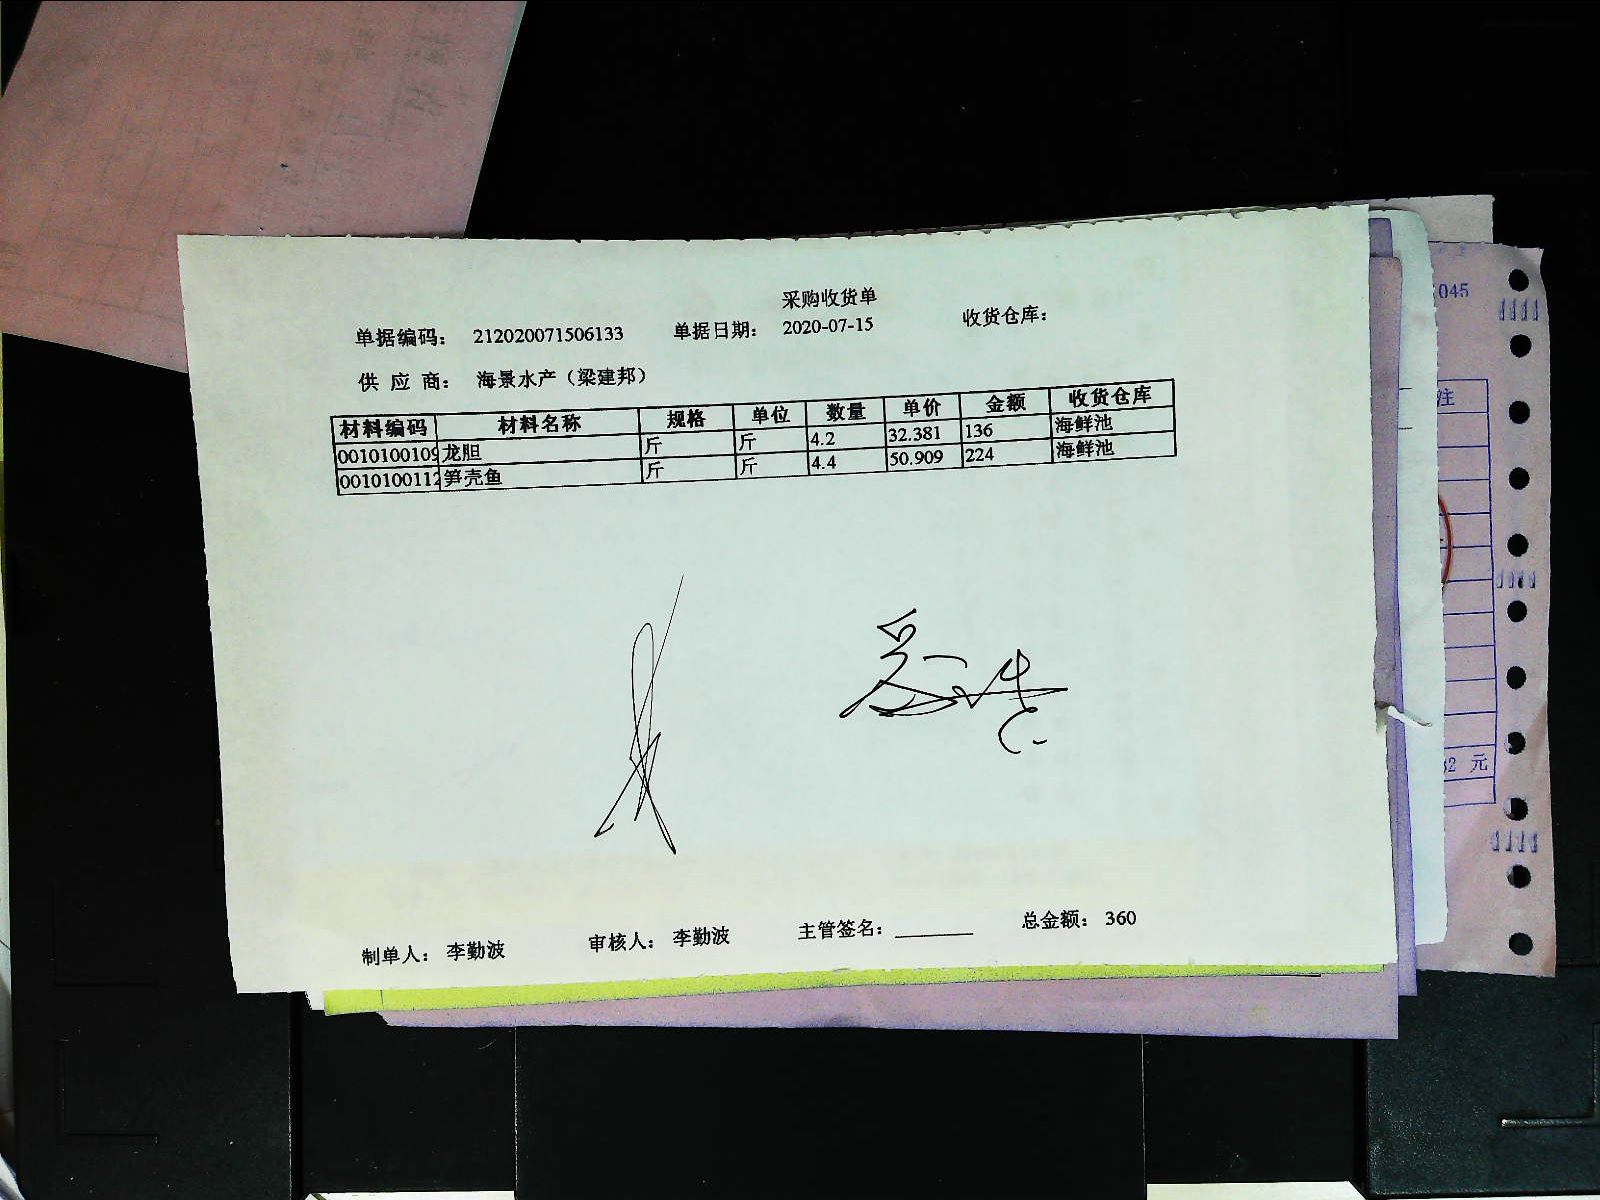 采购收货单
单据编码： 212020071506133 单据日期： 2020-07-15 收货仓库：
供 应 商： 海景水产（梁建邦）
材料编码 材料名称 规格 单位 数量 单价 金额 收货仓库
0010100109 龙胆 斤 斤 4.2 32.381 136 海鲜池
0010100112 笋壳鱼 斤 斤 4.4 50.909 224 海鲜池
制单人： 李勤波 审核人： 李勤波 主管签名： 总金额： 360
045
注
元